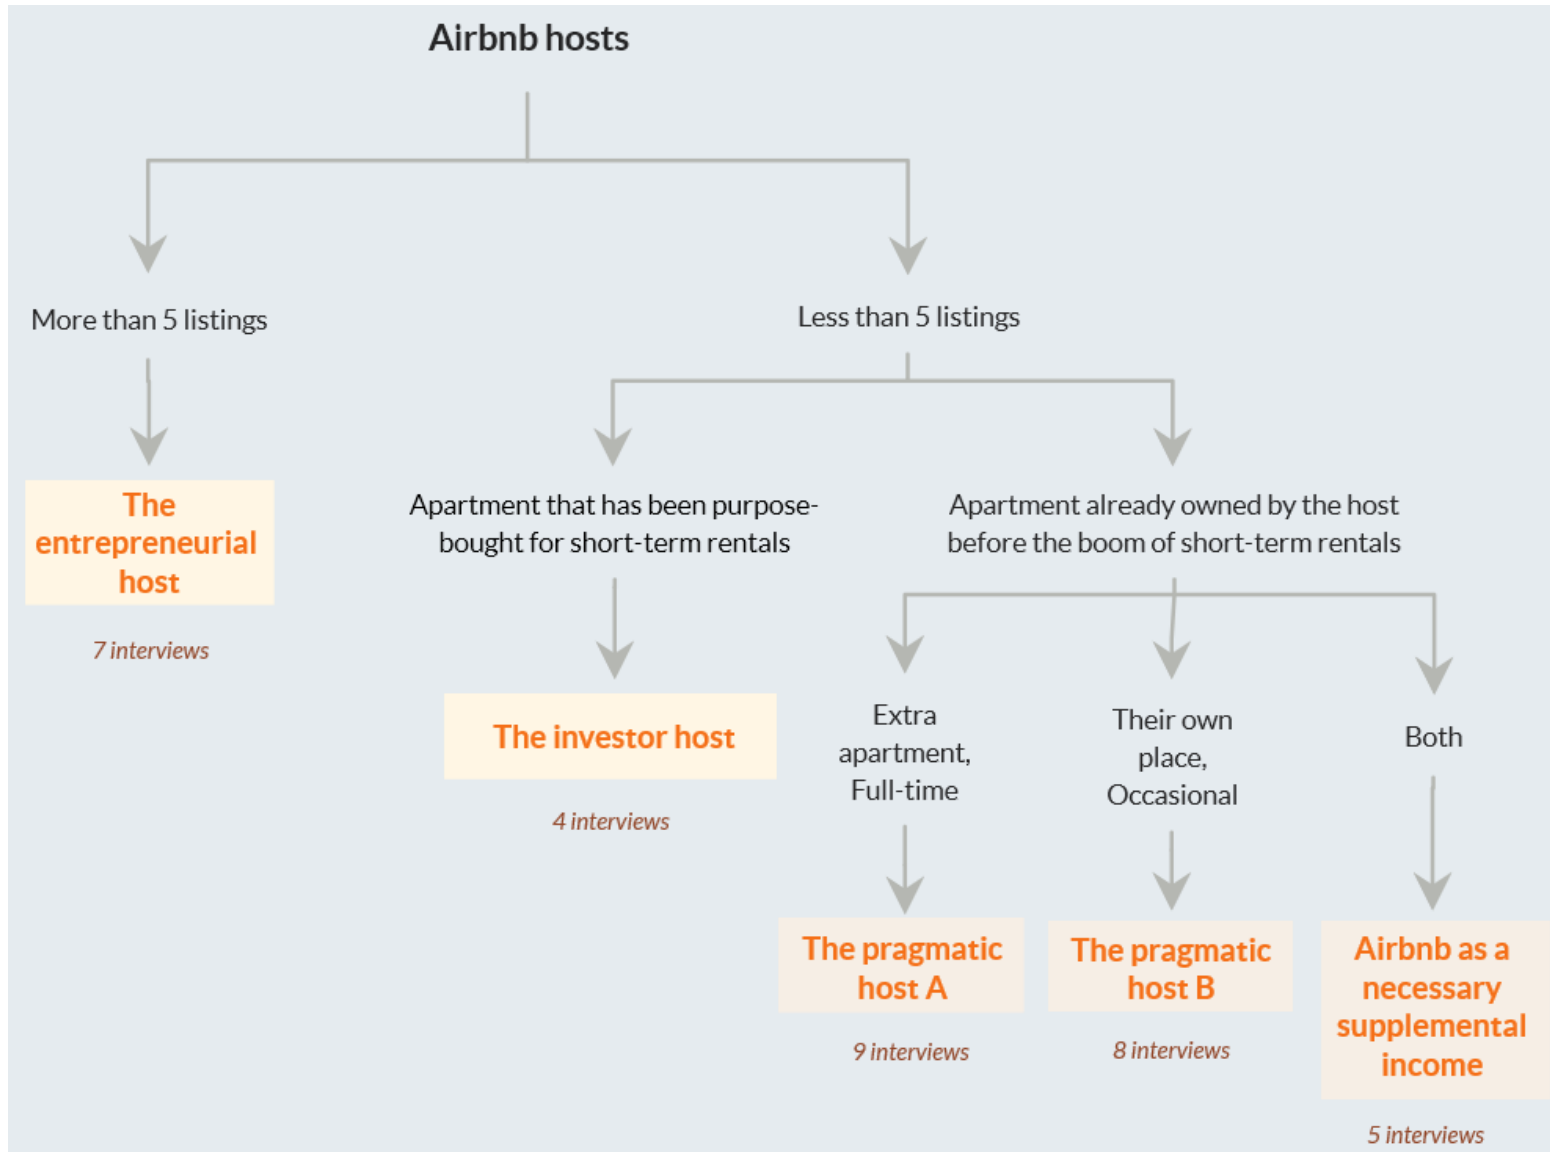 Airbnb hosts
More than 5 listings
Less than 5 listings
The
entrepreneurial
host
7 interviews
Apartment that has been purpose-
bought for short-term rentals
The investor host
4 interviews
Apartment already owned by the host
before the boom of short-term rentals
Extra
apartment,
Full-time
The pragmatic
host A
9 interviews
Their own
place,
Occasional
The pragmatic
host B
8 interviews
Both
Airbnb as a
necessary
supplemental
income
5 interviews